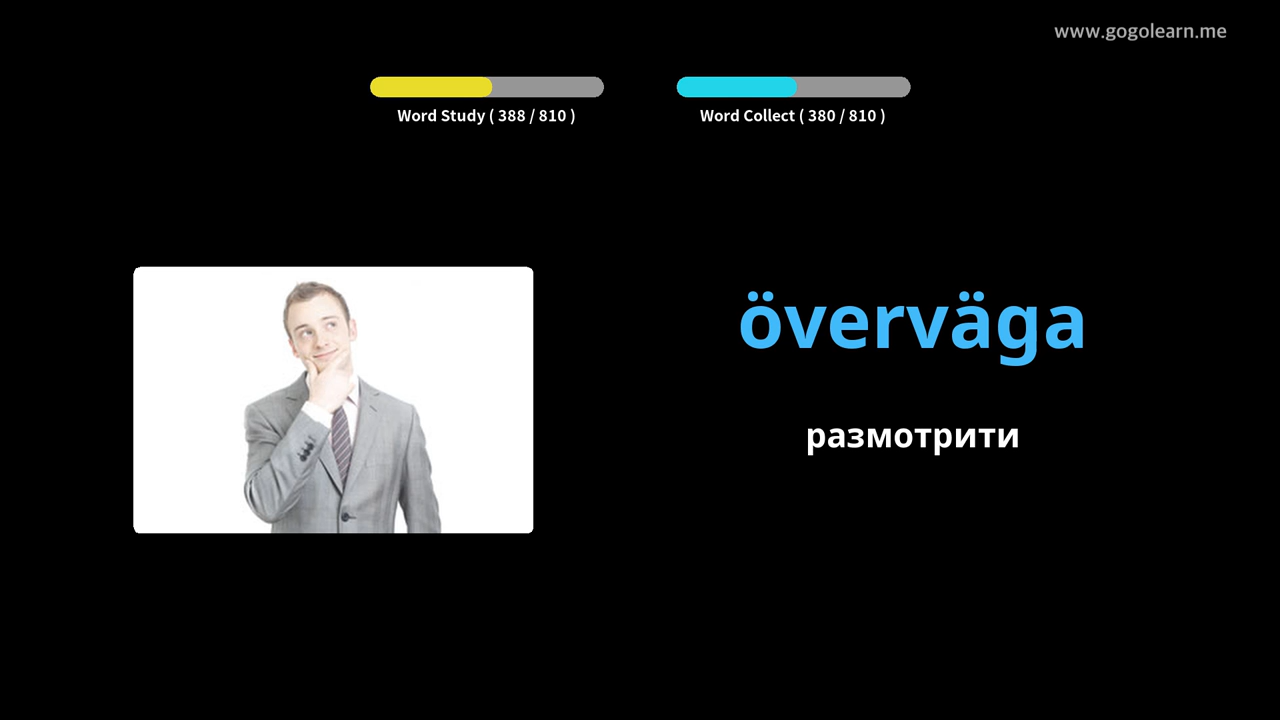 www.gogolearn.me
Word Study ( 388 / 810 )
Word Collect ( 380 / 810 )
överväga
размотрити